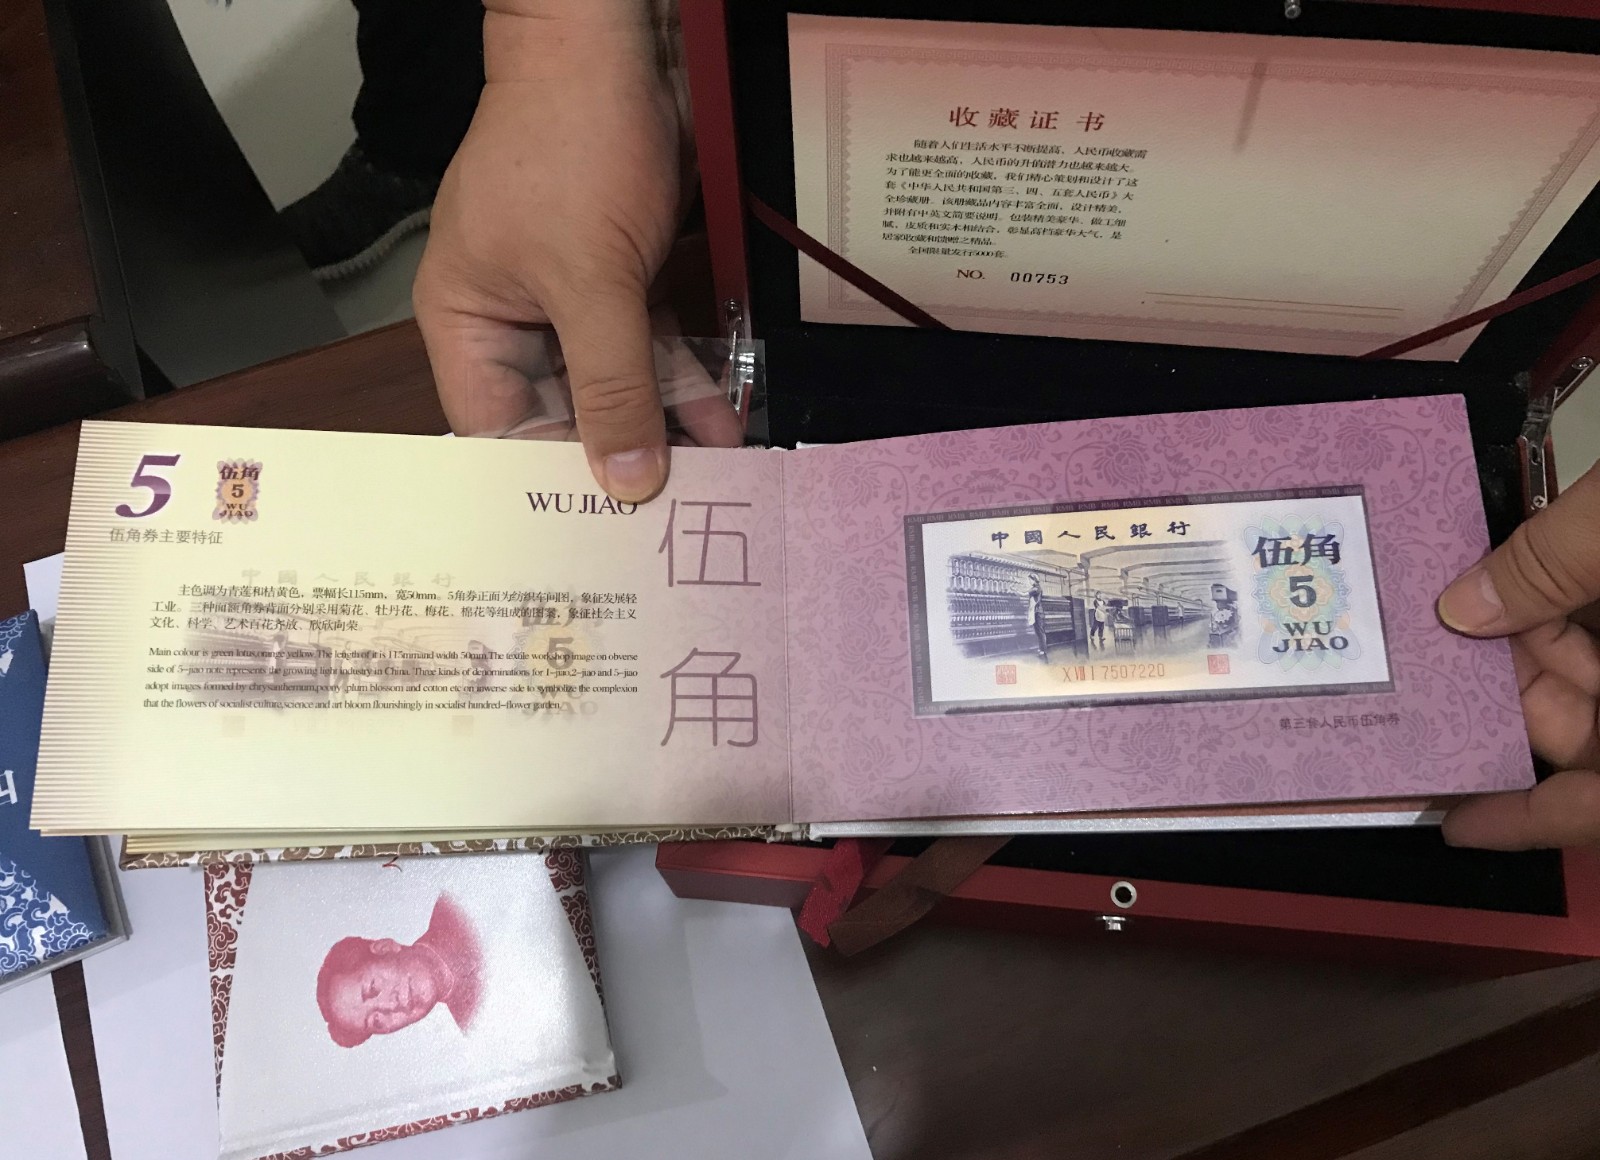 收藏证书
随着人们生活水平不断提高，人民币收藏需
求也越来越高，人民币的升值潜力也越来越大。
为了能更全面的收藏，我们精心策划和设计了这
套《中华人民共和国第三、四、五套人民币》大
全珍藏册。该册藏品内容丰富全面，设计精美，
并附有中英文简要说明。包装精美豪华、做工细
腻，皮质和实木相结合，彰显高档豪华大气，是
居家收藏和馈赠之精品。
全国限量发行5000套。
NO. 00753
5
伍角
5
WU
JIAO
伍角券主要特征
WU JIAO
伍角
主色调为青莲和桔黄色，票幅长115mm，宽50mm。5角券正面为纺织车间图，象征发展轻
工业。三种面额角券背面分别采用菊花、牡丹花、梅花、棉花等组成的图案，象征社会主义
文化、科学、艺术百花齐放、欣欣向荣。
Main colour is green lotus,orange yellow.The length of it is 115mmand width 50mm.The textile workshop image on obverse
side of 5-jiao note represents the growing light industry in China. Three kinds of denominations for 1-jiao,2-jiao and 5-jiao
adopt images formed by chrysanthemum,peony ,plum blossom and cotton etc on inverse side to symbolize the complexion
that the flowers of socialist culture,science and art bloom flourishingly in socialist hundred-flower garden.
中國人民銀行
5
JIAO
RMB RMB RMB RMB RMB RMB RMB
中國人民銀行
伍角
5
WU
JIAO
X Ⅷ I 7507220
第三套人民币伍角券